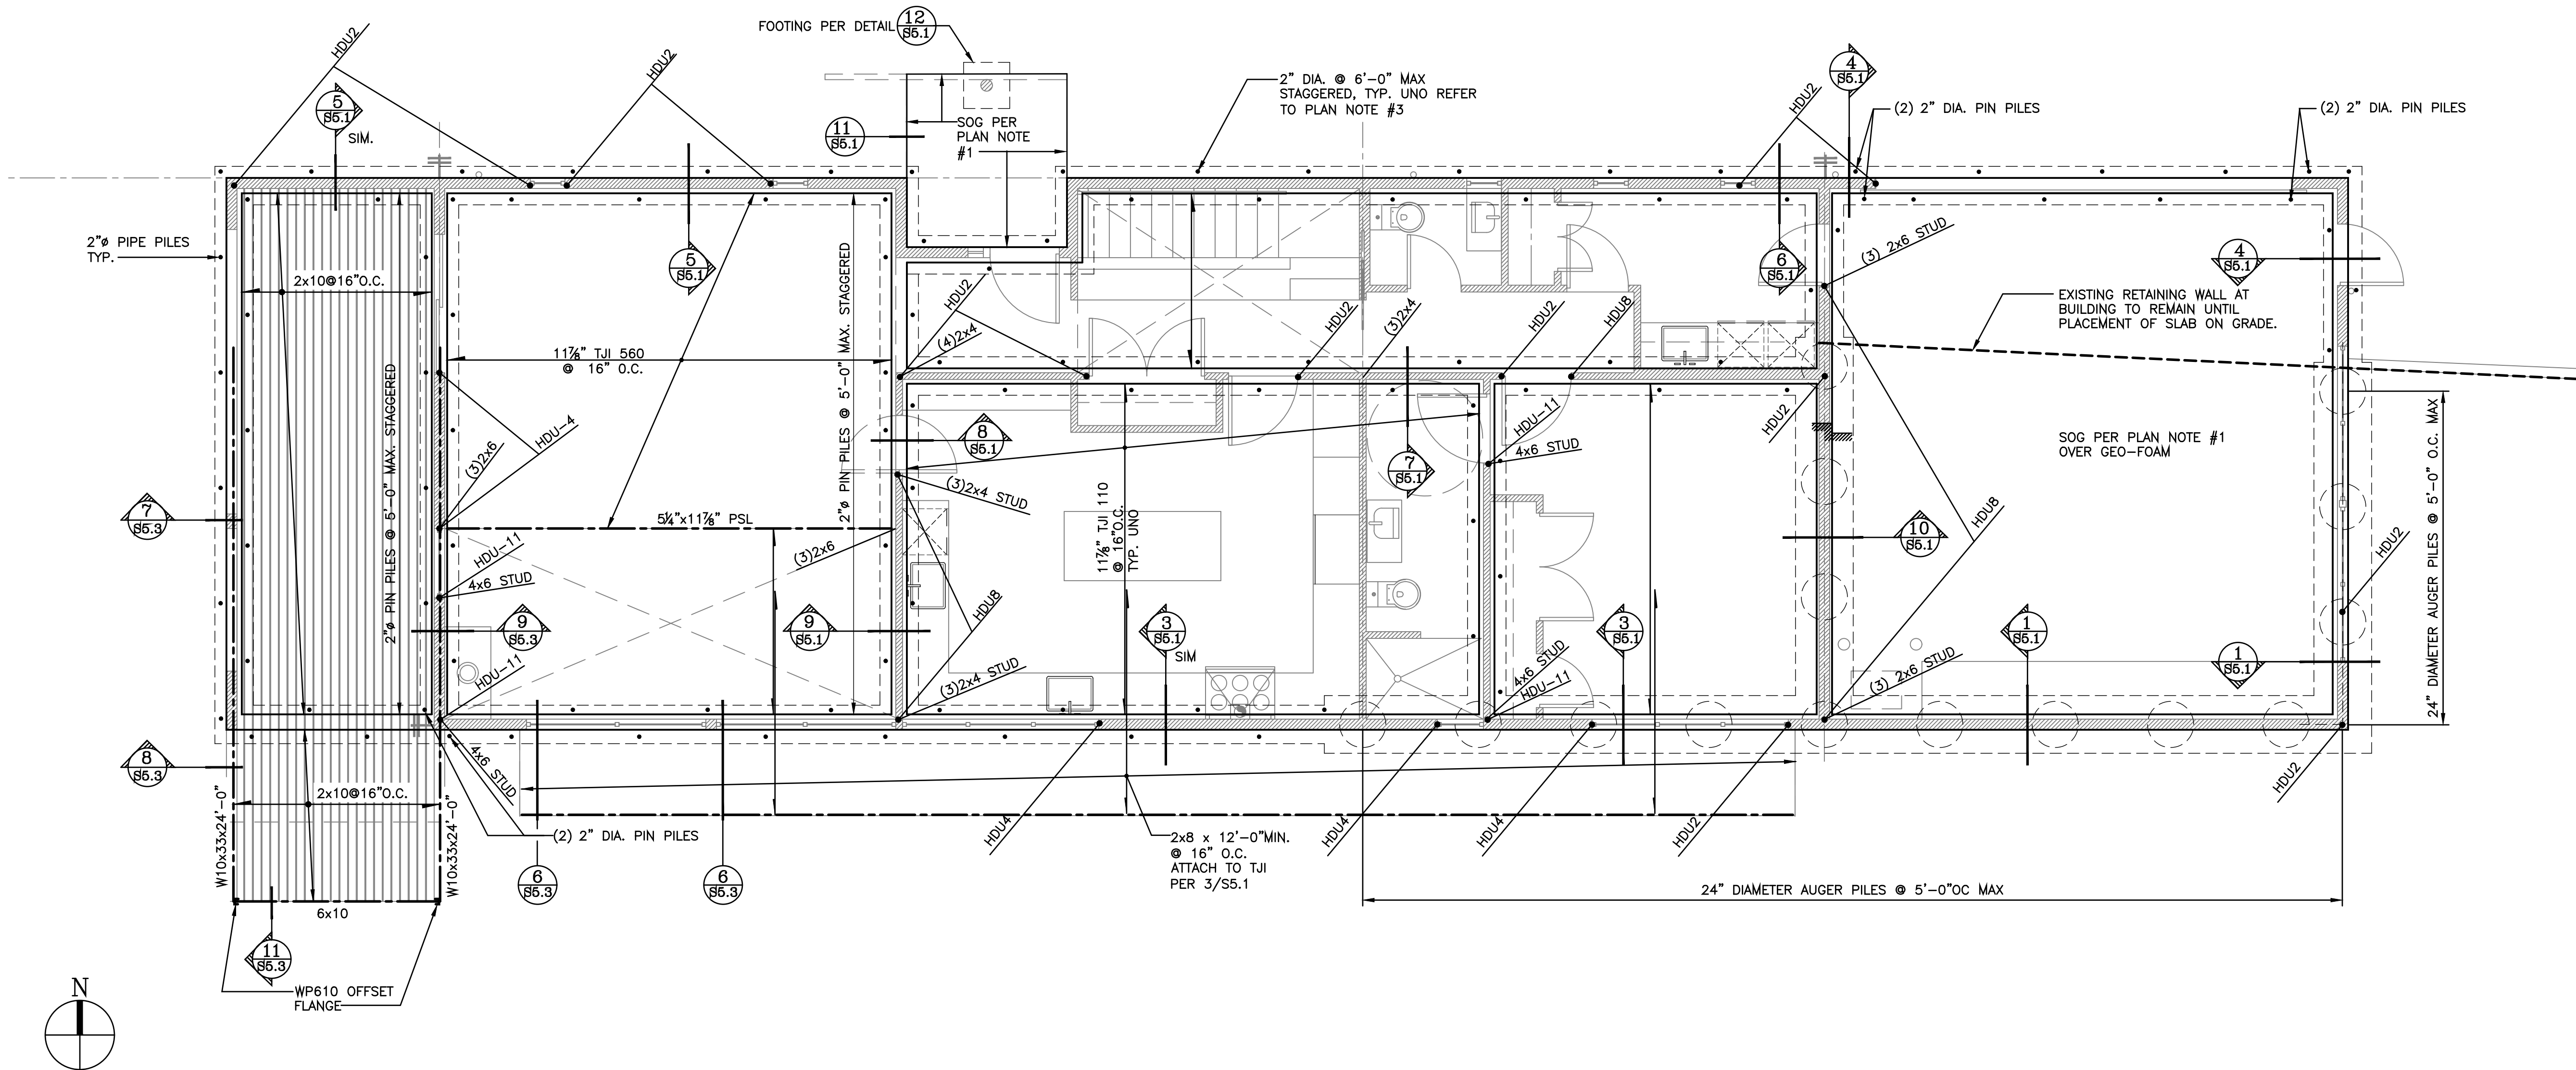 FOOTING PER DETAIL
12
S5.1
HDU2
HDU2
5
S5.1
SIM.
11
S5.1
SOG PER
PLAN NOTE
#1
2" DIA. @ 6'-0" MAX
STAGGERED, TYP. UNO REFER
TO PLAN NOTE #3
HDU2
4
S5.1
(2) 2" DIA. PIN PILES
(2) 2" DIA. PIN PILES
2"ø PIPE PILES
TYP.
2x10@16"O.C.
5
S5.1
6
S5.1
(3) 2x6 STUD
4
S5.1
EXISTING RETAINING WALL AT
BUILDING TO REMAIN UNTIL
PLACEMENT OF SLAB ON GRADE.
HDU2
(4)2x4
HDU2
(3)2x4
HDU2
HDU8
11⅞" TJI 560
@ 16" O.C.
2"ø PIN PILES @ 5'-0" MAX. STAGGERED
2"ø PIN PILES @ 5'-0" MAX. STAGGERED
HDU-4
(3)2x6
8
S5.1
7
S5.1
HDU-11
4x6 STUD
HDU2
SOG PER PLAN NOTE #1
OVER GEO-FOAM
24" DIAMETER AUGER PILES @ 5'-0" O.C. MAX
7
S5.3
5¼"x11⅞" PSL
(3)2x4 STUD
11⅞" TJI 110
@ 16"O.C.
TYP. UNO
10
S5.1
HDU8
HDU2
HDU-11
4x6 STUD
(3)2x6
HDU8
9
S5.3
9
S5.1
3
S5.1
SIM
3
S5.1
1
S5.1
1
S5.1
HDU-11
(3)2x4 STUD
4x6 STUD
HDU-11
(3) 2x6 STUD
8
S5.3
4x6 STUD
2x10@16"O.C.
W10x33x24'-0"
W10x33x24'-0"
(2) 2" DIA. PIN PILES
HDU4
2x8 x 12'-0"MIN.
@ 16" O.C.
ATTACH TO TJI
PER 3/S5.1
HDU4
HDU4
HDU2
HDU2
6
S5.3
6
S5.3
24" DIAMETER AUGER PILES @ 5'-0"OC MAX
6x10
11
S5.3
WP610 OFFSET
FLANGE
N